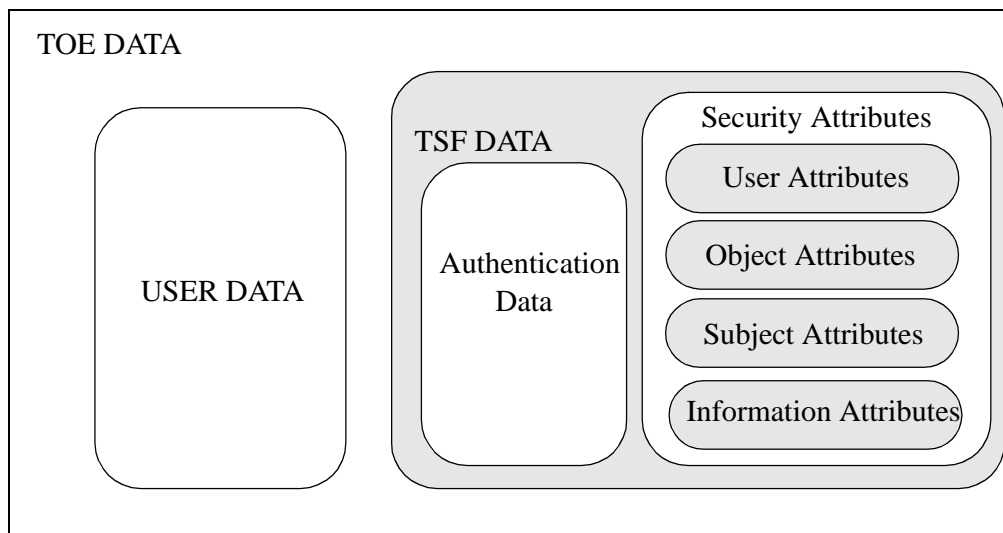 TOE DATA
USER DATA
TSF DATA
Authentication
Data
Security Attributes
User Attributes
Object Attributes
Subject Attributes
Information Attributes